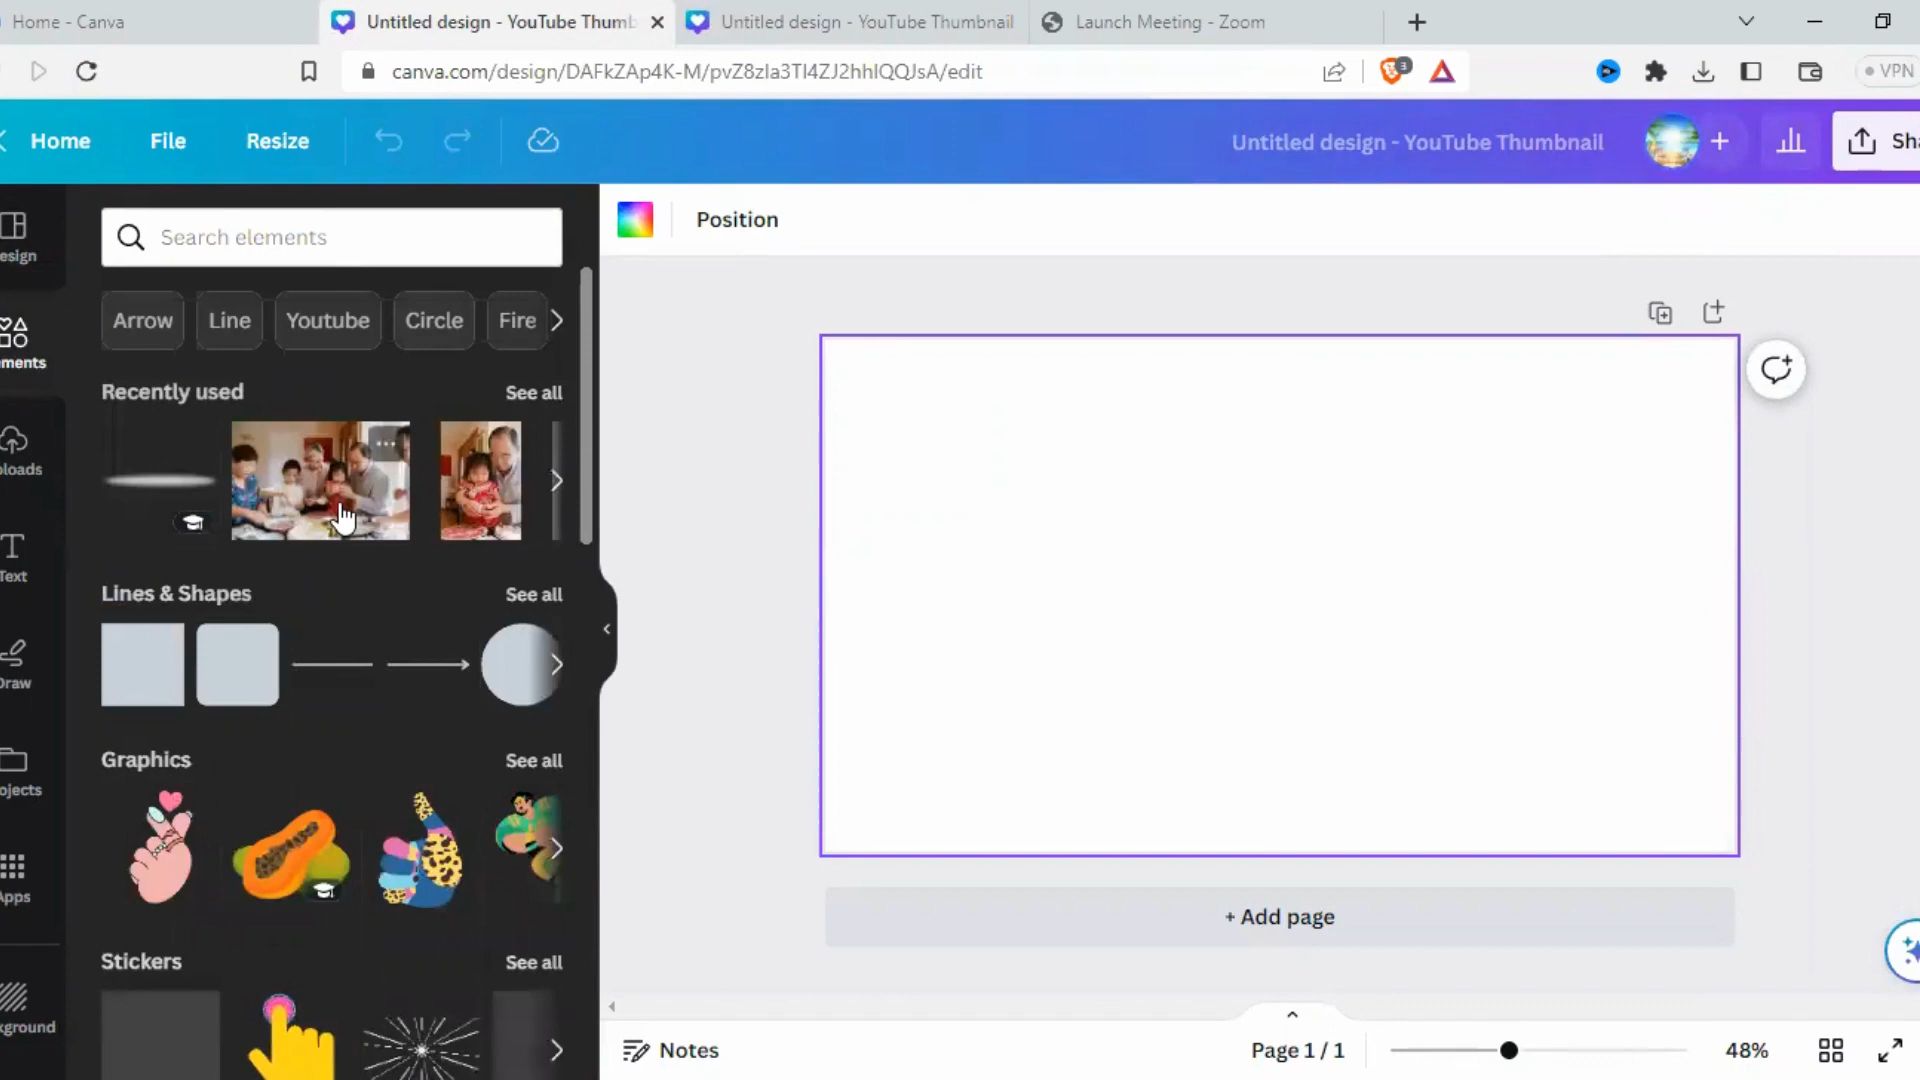 Home - Canva
Untitled design - YouTube Thumb
Untitled design - YouTube Thumbnail
Launch Meeting - Zoom
canva.com/design/DAFkZAp4K-M/pvZ8zIa3TI4ZJ2hhIQQJsA/edit
3
VPN
Home
File
Resize
Untitled design - YouTube Thumbnail
Sha
esign
ments
loads
Text
Draw
ojects
Apps
kground
Search elements
Arrow
Line
Youtube
Circle
Fire
Recently used
See all
Lines & Shapes
See all
Graphics
See all
Stickers
See all
Position
+ Add page
Notes
Page 1 / 1
48%